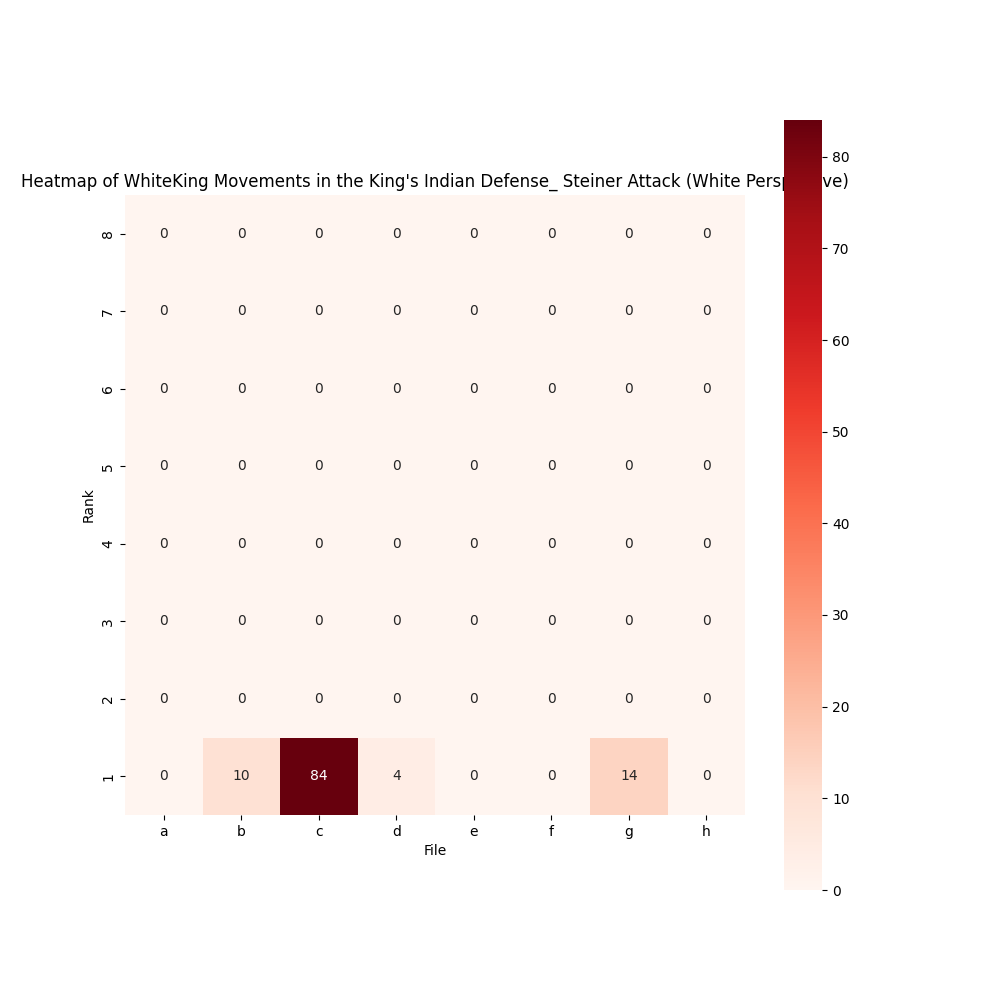 Heatmap of WhiteKing Movements in the King's Indian Defense_ Steiner Attack (White ve)
8 0 0 0 0 0 0 0 0
7 0 0 0 0 0 0 0 0
6 0 0 0 0 0 0 0 0
5 0 0 0 0 0 0 0 0
4 0 0 0 0 0 0 0 0
3 0 0 0 0 0 0 0 0
2 0 0 0 0 0 0 0 0
1 0 10 84 4 0 0 14 0
a b c d e f g h
File
Rank
80
70
60
50
40
30
20
10
0